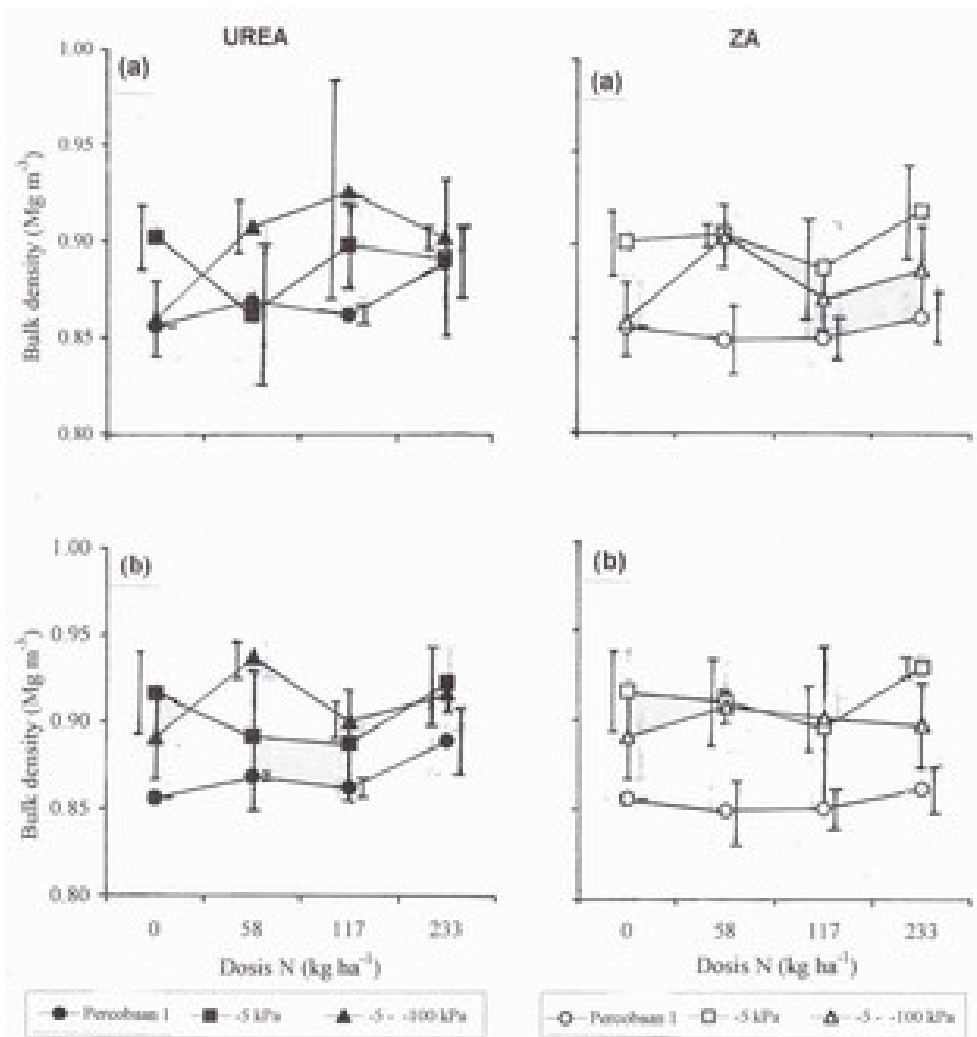 UREA
ZA
(a)
(a)
1.00
0.95
0.90
0.85
0.80
Bulk density (Mg m⁻³)
(b)
(b)
1.00
0.95
0.90
0.85
0.80
Bulk density (Mg m⁻³)
0 58 117 233
0 58 117 233
Dosis N (kg ha⁻¹)
Dosis N (kg ha⁻¹)
Percobaan 1 -5 kPa -5 - -100 kPa
Percobaan 1 -5 kPa -5 - -100 kPa